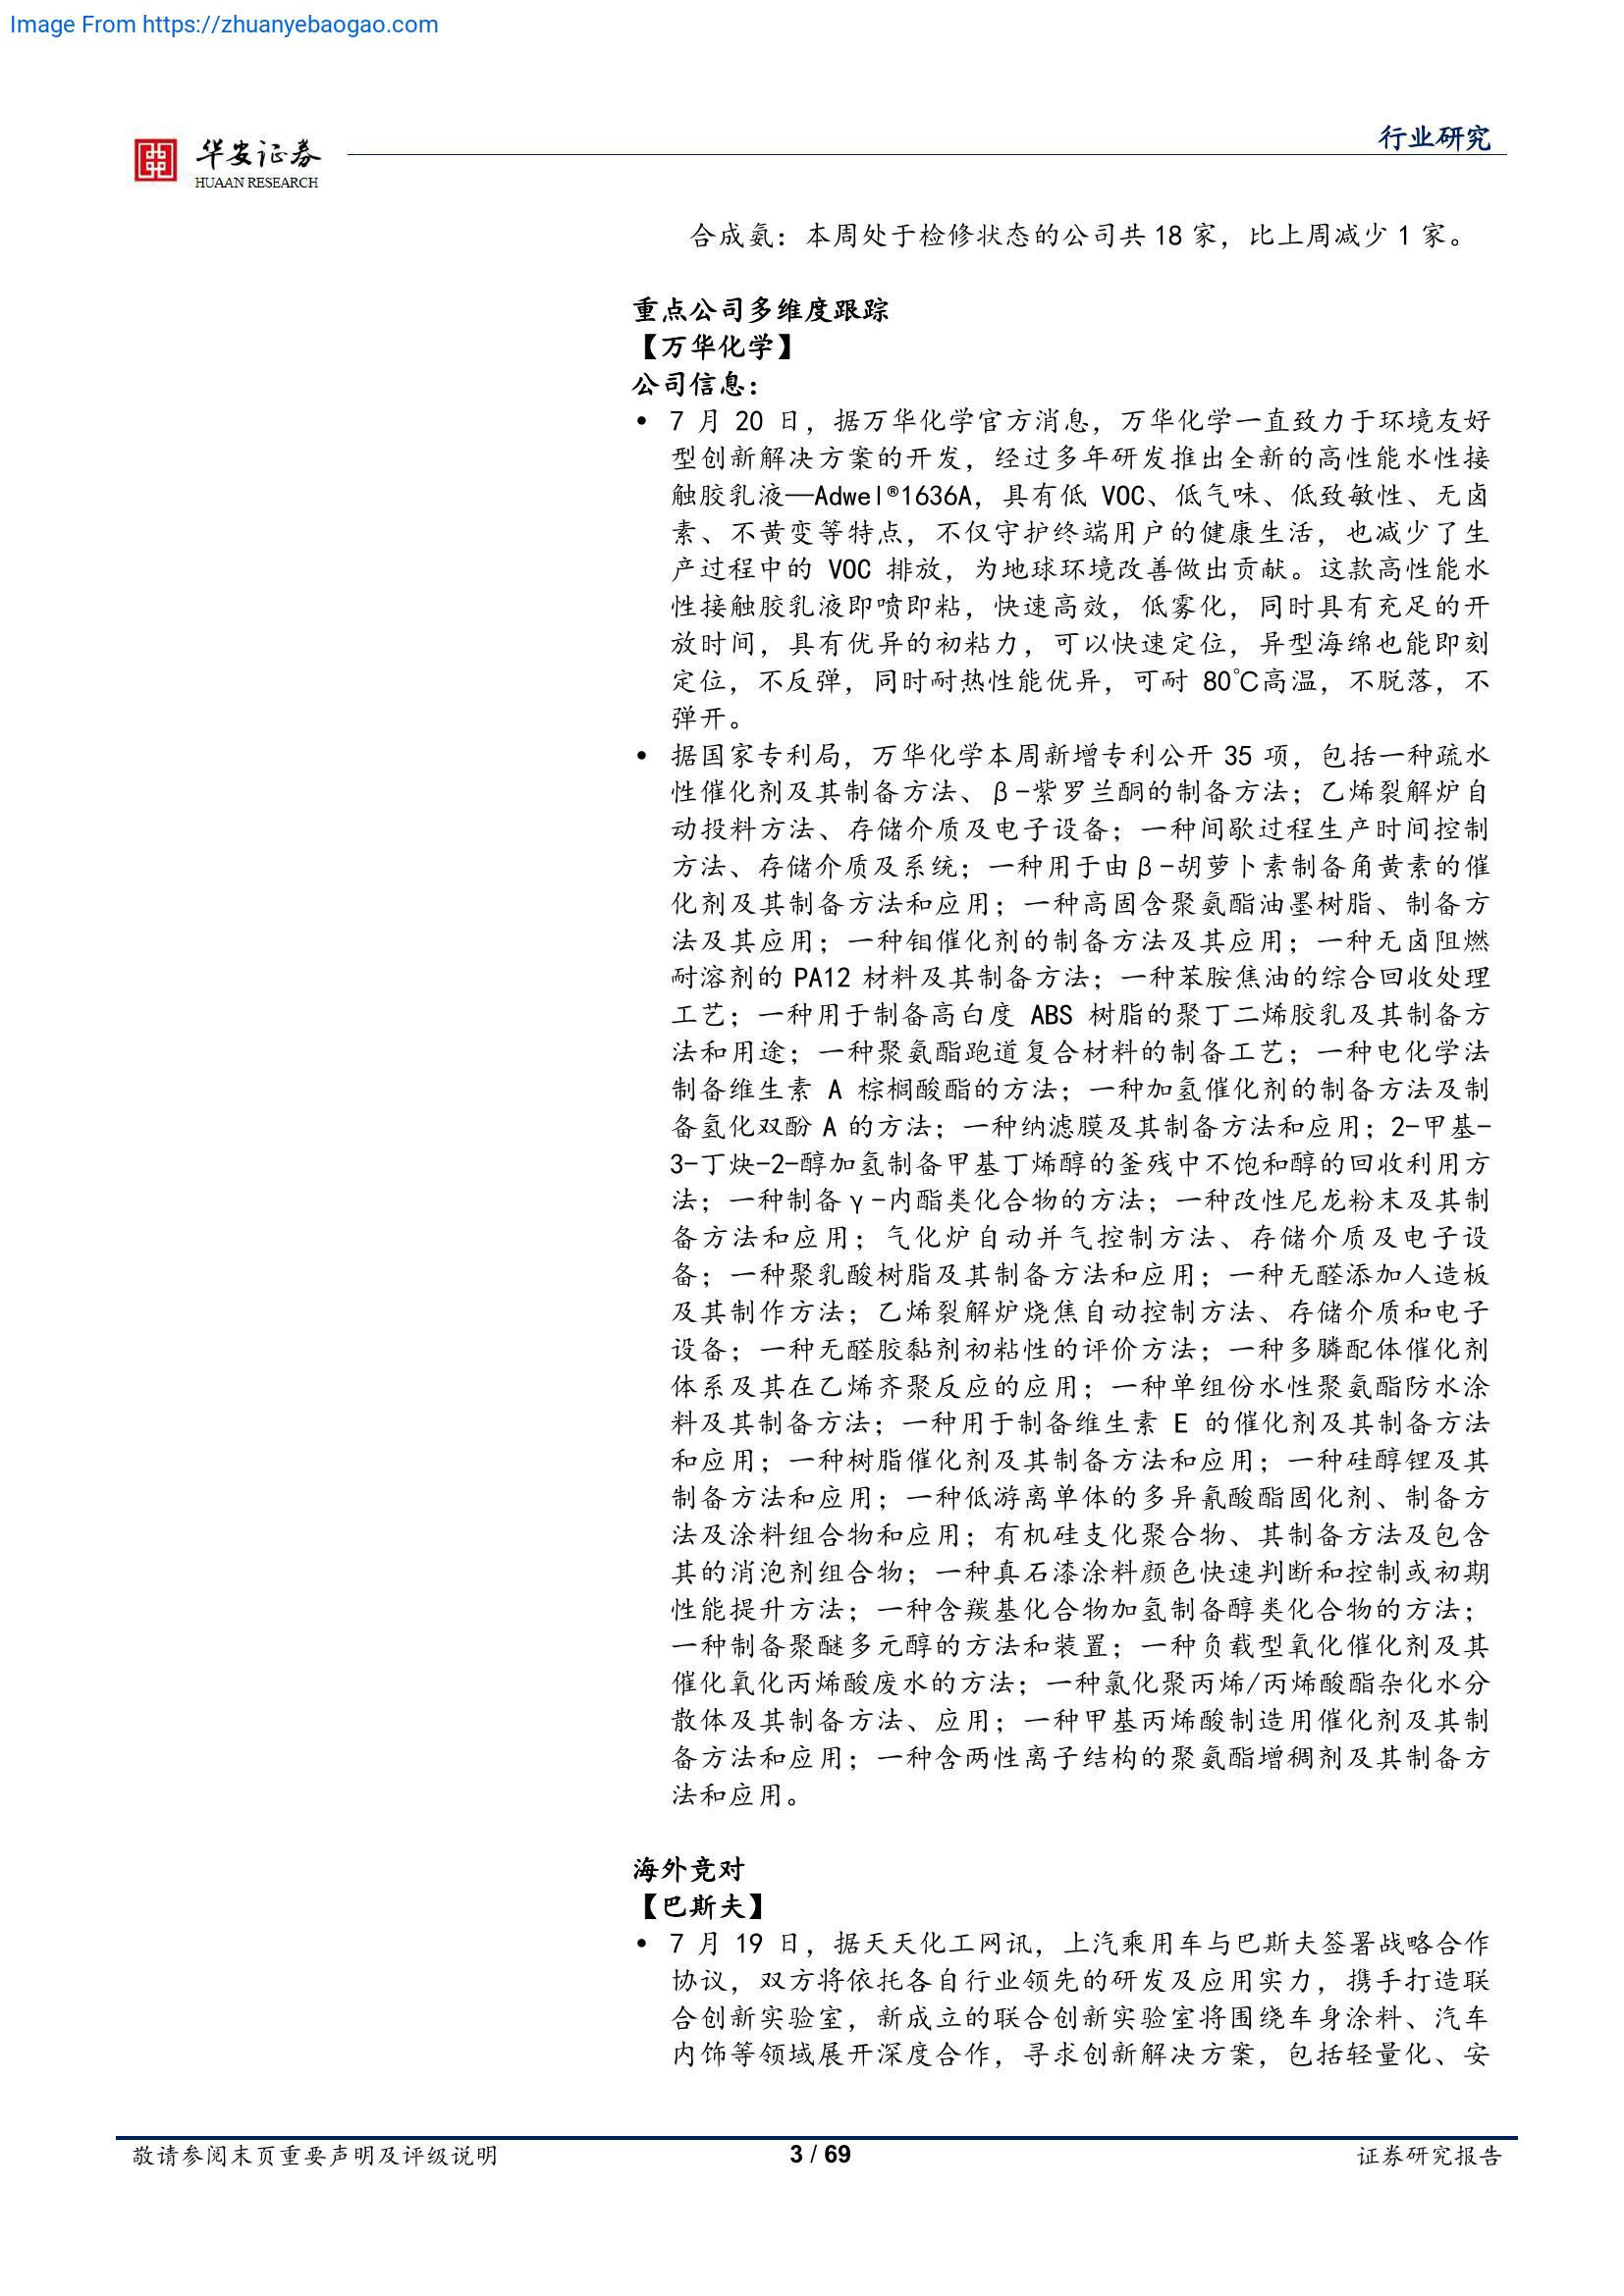 Image From https://zhuanyebaogao.com
华安证券
HUAAN RESEARCH
行业研究
合成氨：本周处于检修状态的公司共 18 家，比上周减少 1 家。
重点公司多维度跟踪
【万华化学】
公司信息：
• 7 月 20 日，据万华化学官方消息，万华化学一直致力于环境友好
型创新解决方案的开发，经过多年研发推出全新的高性能水性接
触胶乳液—Adwel®1636A，具有低 VOC、低气味、低致敏性、无卤
素、不黄变等特点，不仅守护终端用户的健康生活，也减少了生
产过程中的 VOC 排放，为地球环境改善做出贡献。这款高性能水
性接触胶乳液即喷即粘，快速高效，低雾化，同时具有充足的开
放时间，具有优异的初粘力，可以快速定位，异型海绵也能即刻
定位，不反弹，同时耐热性能优异，可耐 80℃高温，不脱落，不
弹开。
• 据国家专利局，万华化学本周新增专利公开 35 项，包括一种疏水
性催化剂及其制备方法、β-紫罗兰酮的制备方法；乙烯裂解炉自
动投料方法、存储介质及电子设备；一种间歇过程生产时间控制
方法、存储介质及系统；一种用于由β-胡萝卜素制备角黄素的催
化剂及其制备方法和应用；一种高固含聚氨酯油墨树脂、制备方
法及其应用；一种钼催化剂的制备方法及其应用；一种无卤阻燃
耐溶剂的 PA12 材料及其制备方法；一种苯胺焦油的综合回收处理
工艺；一种用于制备高白度 ABS 树脂的聚丁二烯胶乳及其制备方
法和用途；一种聚氨酯跑道复合材料的制备工艺；一种电化学法
制备维生素 A 棕榈酸酯的方法；一种加氢催化剂的制备方法及制
备氢化双酚 A 的方法；一种纳滤膜及其制备方法和应用；2-甲基-
3-丁炔-2-醇加氢制备甲基丁烯醇的釜残中不饱和醇的回收利用方
法；一种制备γ-内酯类化合物的方法；一种改性尼龙粉末及其制
备方法和应用；气化炉自动并气控制方法、存储介质及电子设
备；一种聚乳酸树脂及其制备方法和应用；一种无醛添加人造板
及其制作方法；乙烯裂解炉烧焦自动控制方法、存储介质和电子
设备；一种无醛胶黏剂初粘性的评价方法；一种多膦配体催化剂
体系及其在乙烯齐聚反应的应用；一种单组份水性聚氨酯防水涂
料及其制备方法；一种用于制备维生素 E 的催化剂及其制备方法
和应用；一种树脂催化剂及其制备方法和应用；一种硅醇锂及其
制备方法和应用；一种低游离单体的多异氰酸酯固化剂、制备方
法及涂料组合物和应用；有机硅支化聚合物、其制备方法及包含
其的消泡剂组合物；一种真石漆涂料颜色快速判断和控制或初期
性能提升方法；一种含羰基化合物加氢制备醇类化合物的方法；
一种制备聚醚多元醇的方法和装置；一种负载型氧化催化剂及其
催化氧化丙烯酸废水的方法；一种氯化聚丙烯/丙烯酸酯杂化水分
散体及其制备方法、应用；一种甲基丙烯酸制造用催化剂及其制
备方法和应用；一种含两性离子结构的聚氨酯增稠剂及其制备方
法和应用。
海外竞对
【巴斯夫】
• 7 月 19 日，据天天化工网讯，上汽乘用车与巴斯夫签署战略合作
协议，双方将依托各自行业领先的研发及应用实力，携手打造联
合创新实验室，新成立的联合创新实验室将围绕车身涂料、汽车
内饰等领域展开深度合作，寻求创新解决方案，包括轻量化、安
敬请参阅末页重要声明及评级说明
3 / 69
证券研究报告